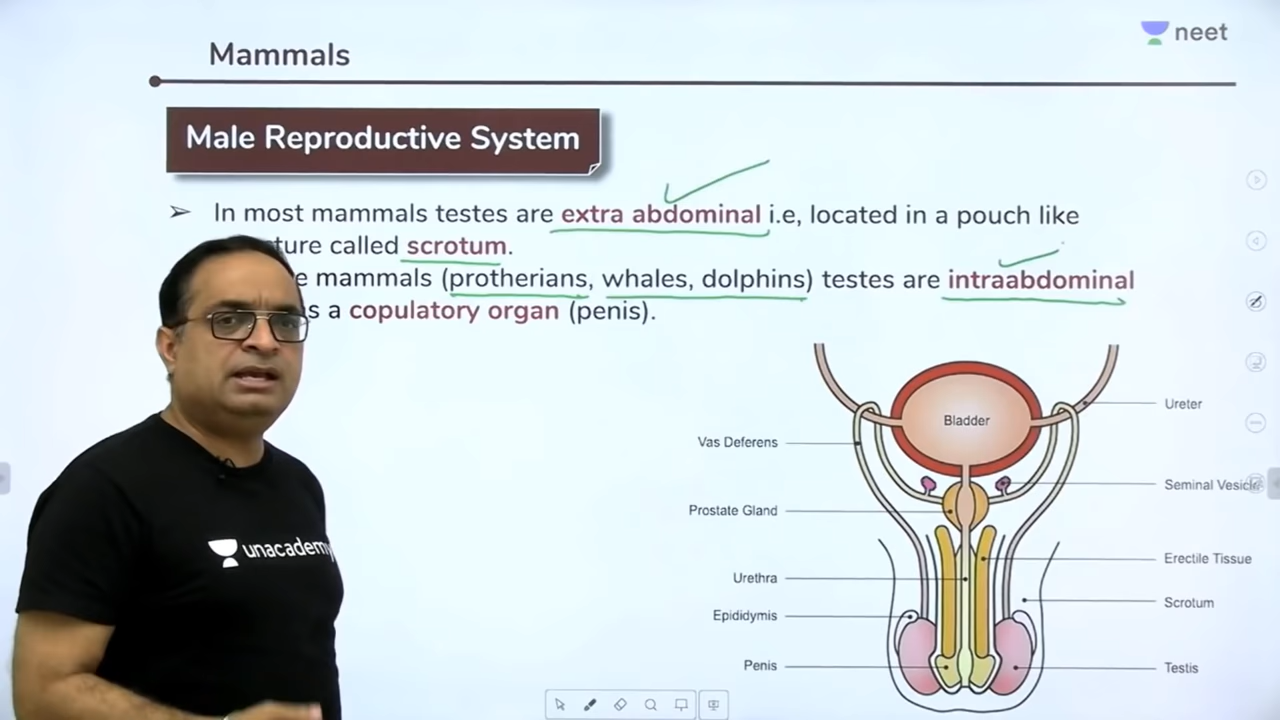 neet
Mammals
Male Reproductive System
➢ In most mammals testes are extra abdominal i.e, located in a pouch like
ture called scrotum.
e mammals (protherians, whales, dolphins) testes are intraabdominal
s a copulatory organ (penis).
Bladder
Ureter
Vas Deferens
Seminal Vesicle
Prostate Gland
Erectile Tissue
Urethra
Scrotum
Epididymis
Penis
Testis
unacademy